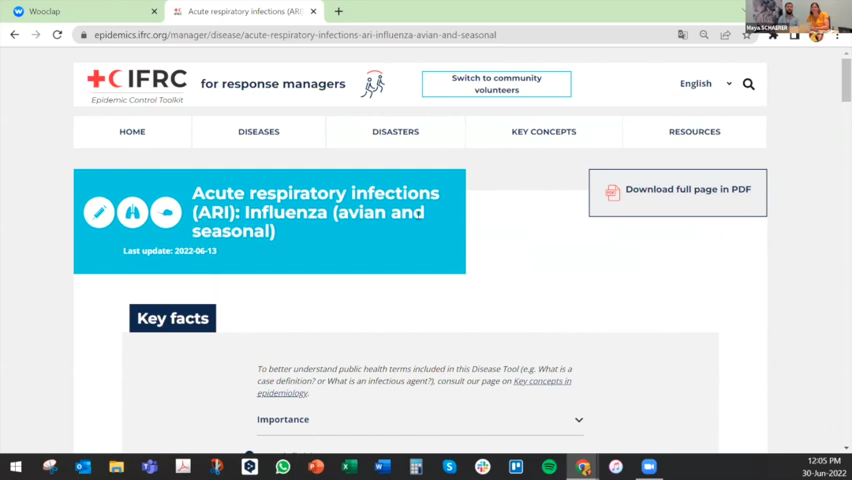 Wooclap
Acute respiratory infections (ARI
epidemics.ifrc.org/manager/disease/acute-respiratory-infections-ari-influenza-avian-and-seasonal
Maya SCHAERER
IFRC
Epidemic Control Toolkit
for response managers
Switch to community
volunteers
English
HOME
DISEASES
DISASTERS
KEY CONCEPTS
RESOURCES
Acute respiratory infections
(ARI): Influenza (avian and
seasonal)
Last update: 2022-06-13
Download full page in PDF
Key facts
To better understand public health terms included in this Disease Tool (e.g. What is a
case definition? or What is an infectious agent?), consult our page on Key concepts in
epidemiology.
Importance
12:05 PM
30-Jun-2022